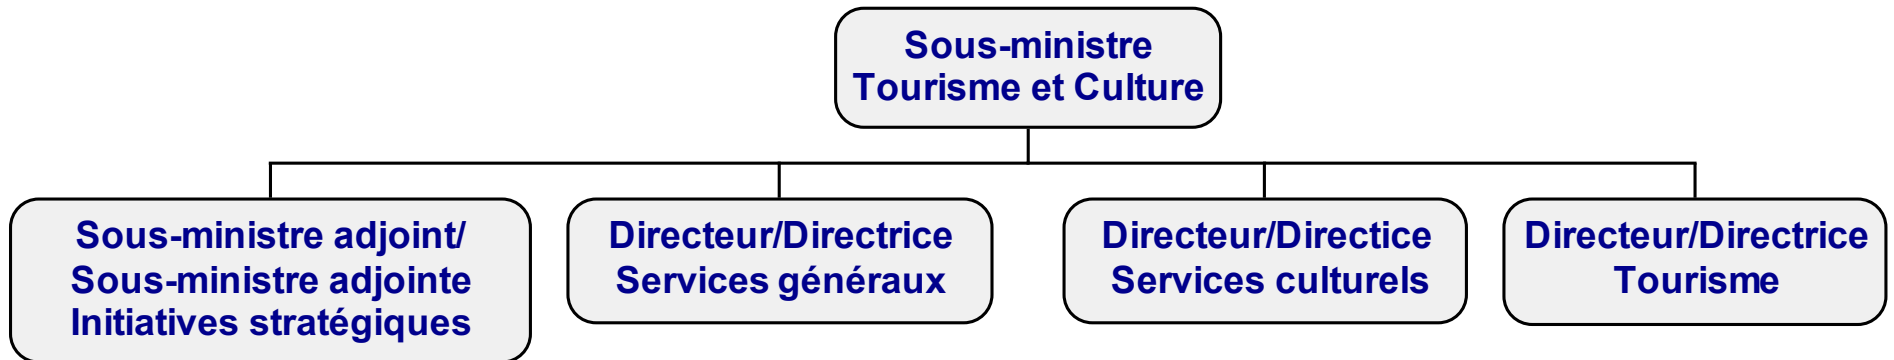 Sous-ministre
Tourisme et Culture
Sous-ministre adjoint/
Sous-ministre adjointe
Initiatives stratégiques
Directeur/Directrice
Services généraux
Directeur/Directice
Services culturels
Directeur/Directrice
Tourisme